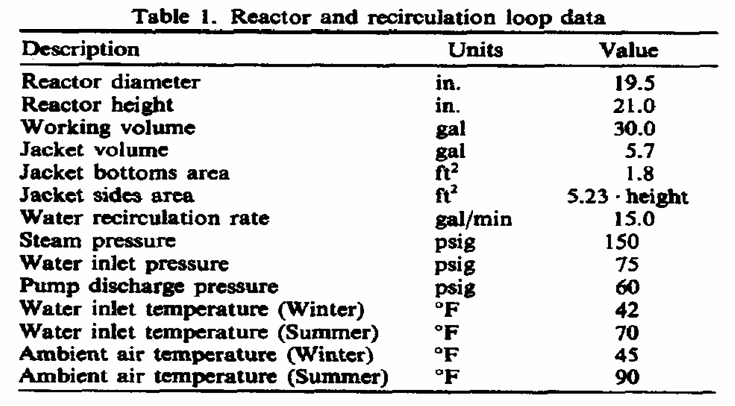 Table 1. Reactor and recirculation loop data
Description Units Value
Reactor diameter in. 19.5
Reactor height in. 21.0
Working volume gal 30.0
Jacket volume gal 5.7
Jacket bottoms area ft² 1.8
Jacket sides area ft² 5.23 · height
Water recirculation rate gal/min 15.0
Steam pressure psig 150
Water inlet pressure psig 75
Pump discharge pressure psig 60
Water inlet temperature (Winter) °F 42
Water inlet temperature (Summer) °F 70
Ambient air temperature (Winter) °F 45
Ambient air temperature (Summer) °F 90